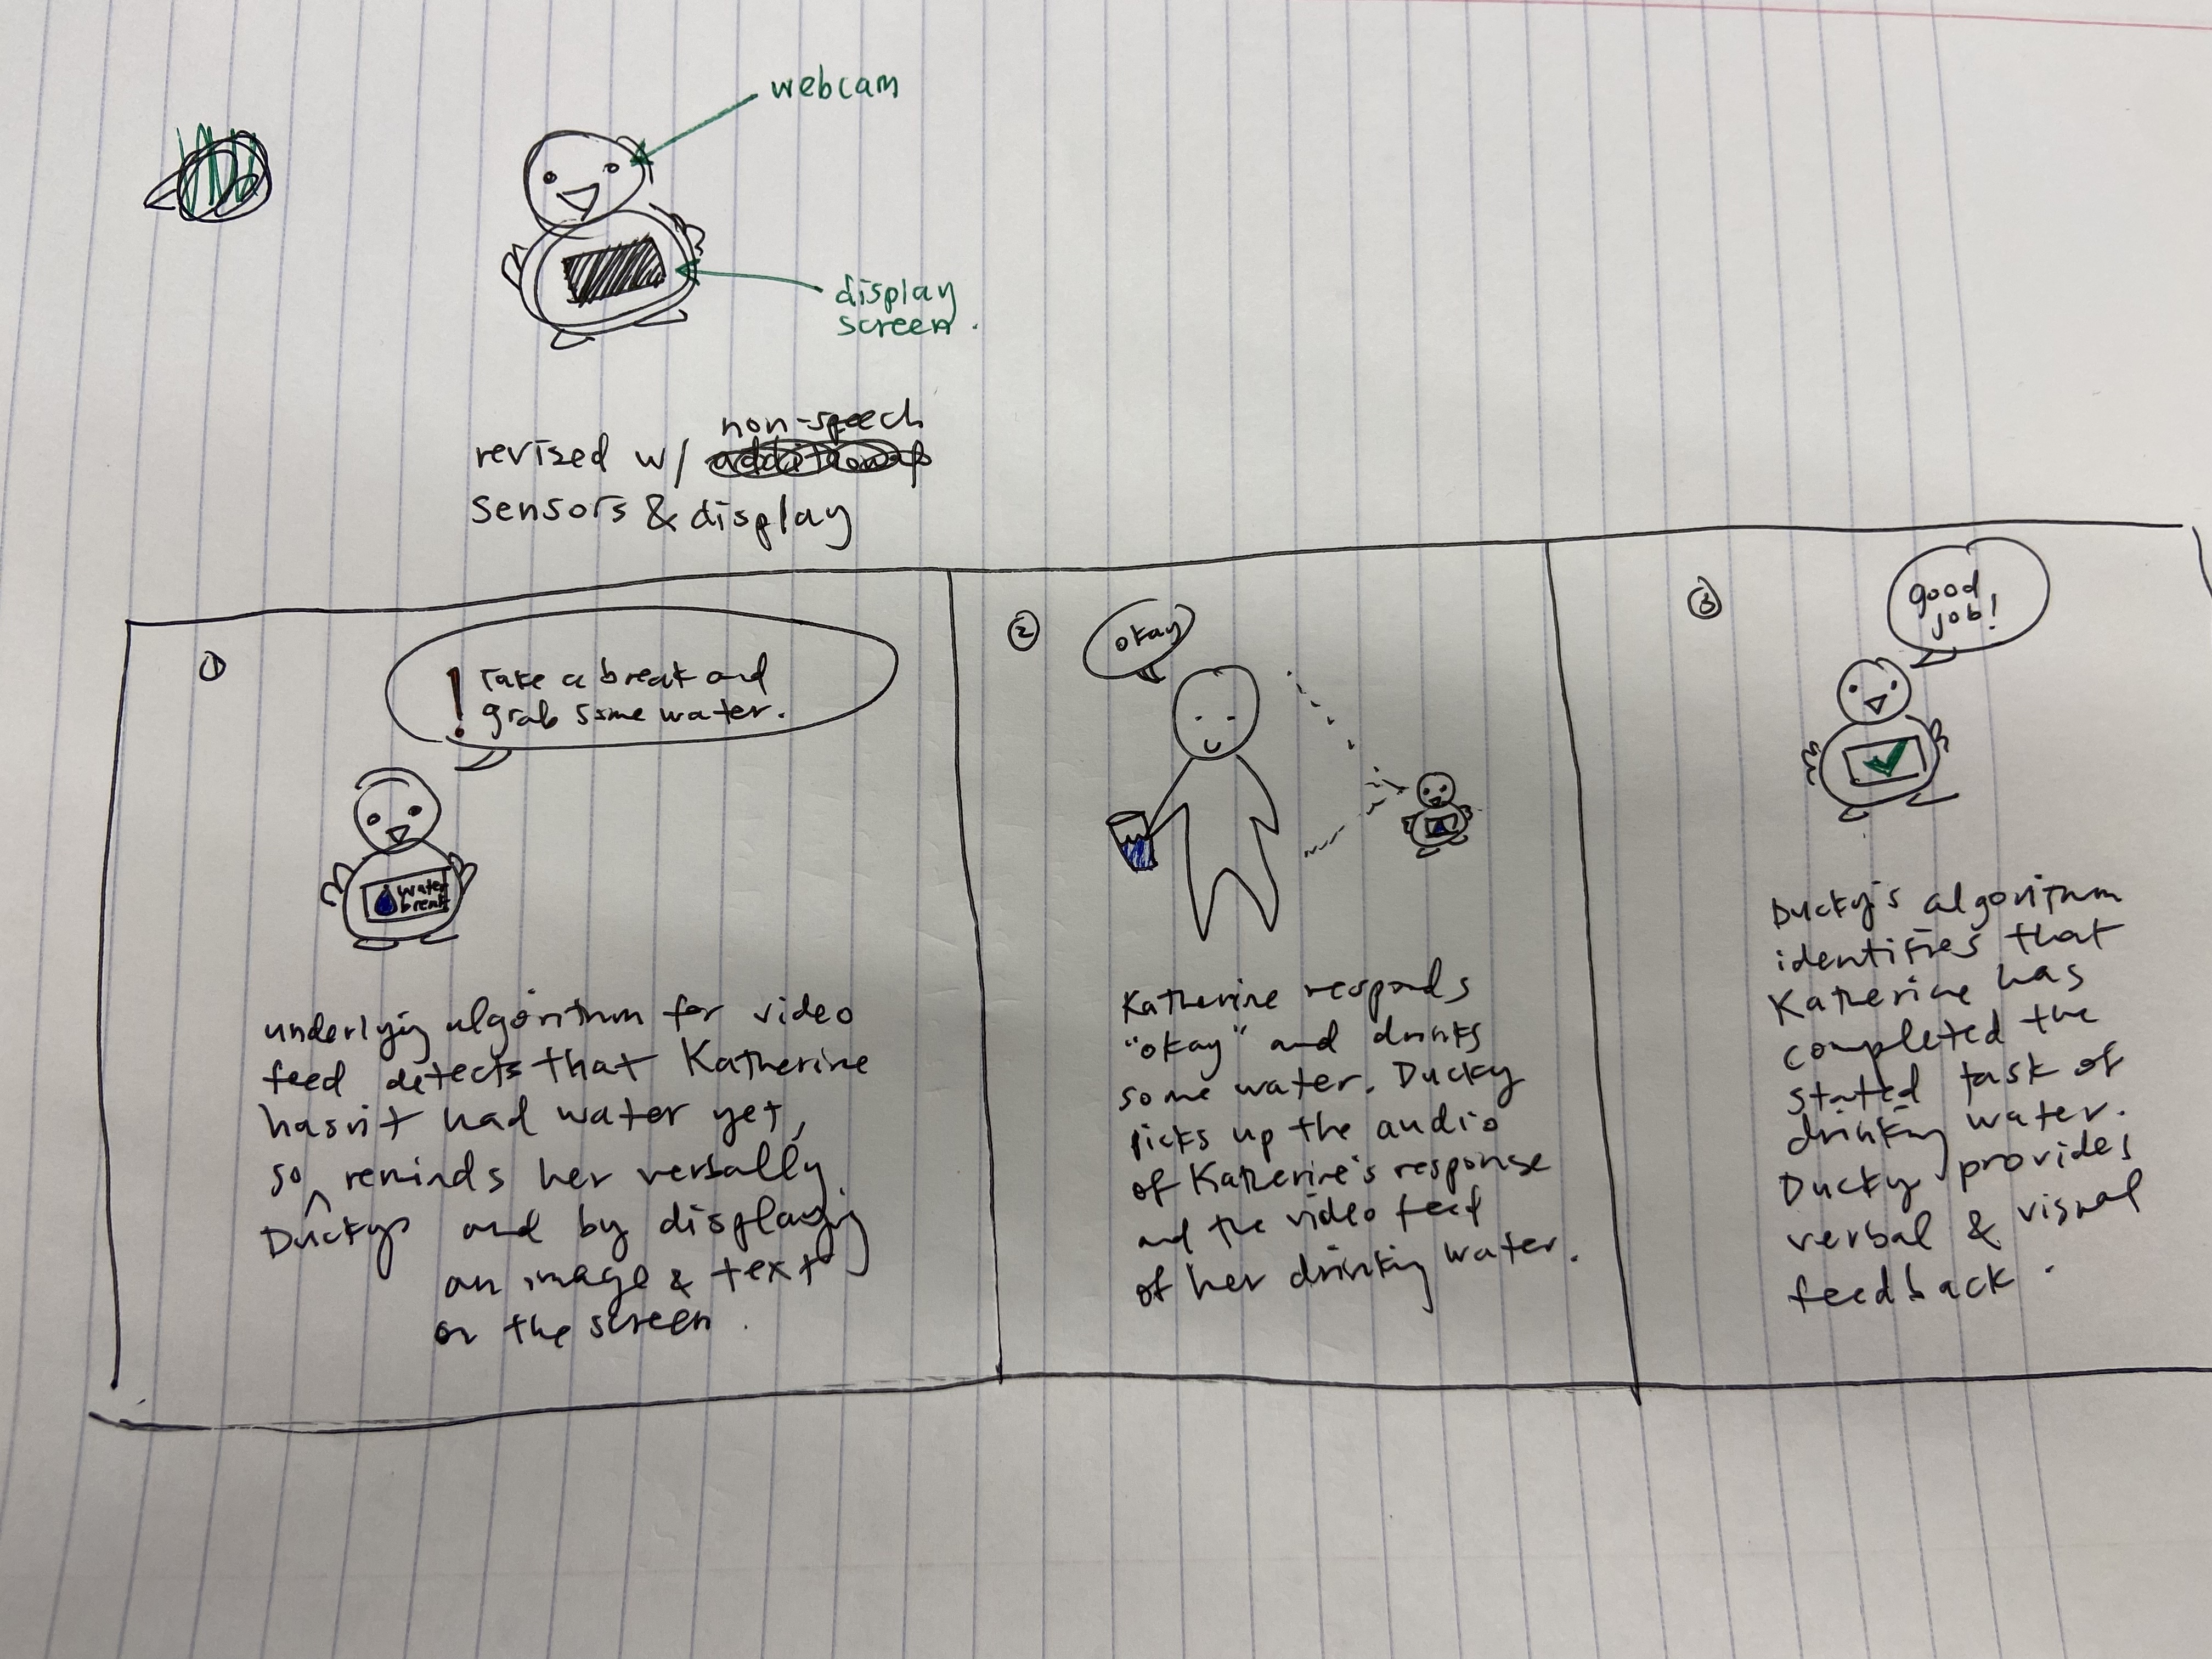 webcam
display
screen.
non-speech
revised w/
sensors & display
①
! Take a break and
grab some water.
water
break
underlying algorithm for video
feed detects that Katherine
hasn't had water yet,
so ^ reminds her verbally
Ducky and by displaying
an image & text
on the screen.
②
okay
Katherine responds
"okay" and drinks
some water. Ducky
picks up the audio
of Katherine's response
and the video feed
of her drinking water.
③
good
job!
Ducky's algorithm
identifies that
Katherine has
completed the
stated task of
drinking water.
Ducky provides
verbal & visual
feedback.